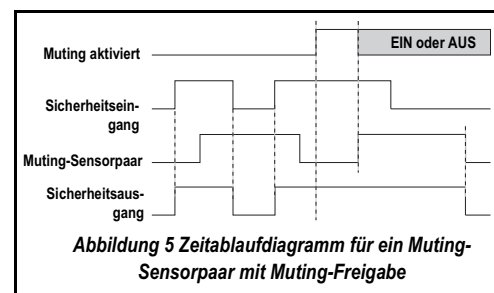 Muting aktiviert
EIN oder AUS
Sicherheitsein-
gang
Muting-Sensorpaar
Sicherheitsaus-
gang
Abbildung 5 Zeitablaufdiagramm für ein Muting-
Sensorpaar mit Muting-Freigabe